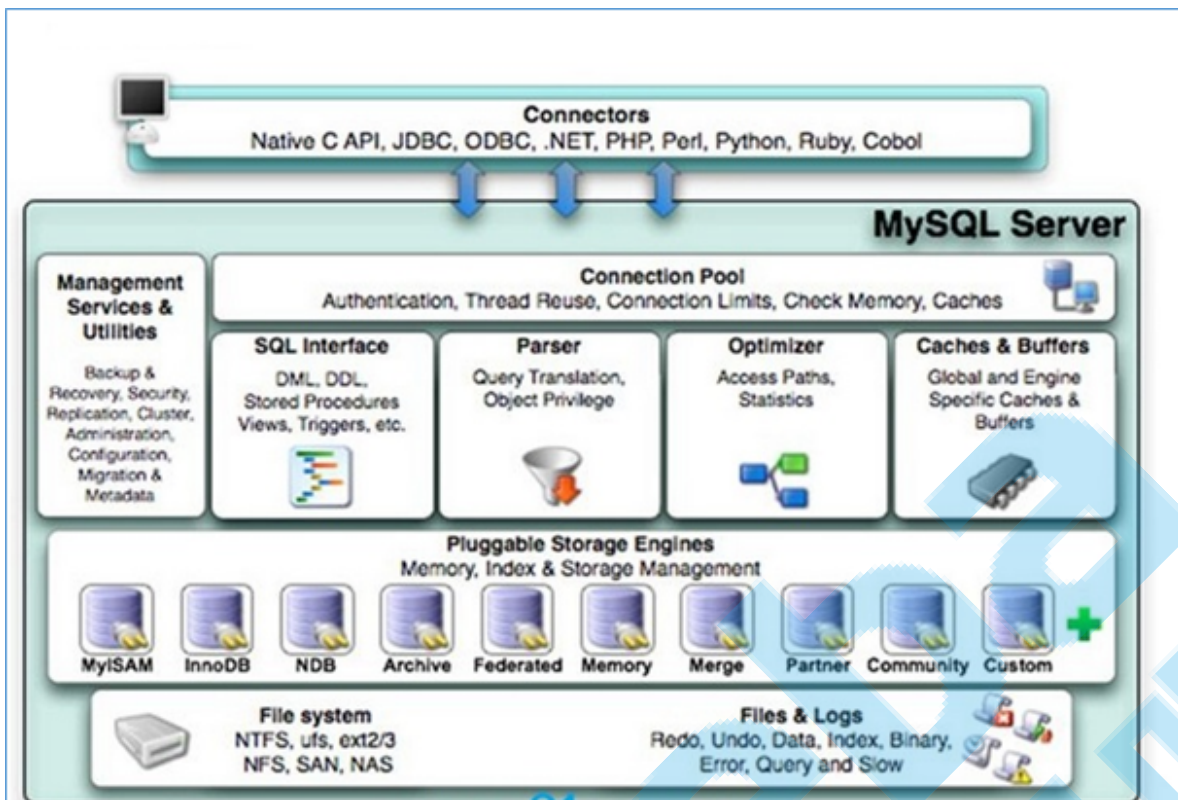 Connectors
Native C API, JDBC, ODBC, .NET, PHP, Perl, Python, Ruby, Cobol
MySQL Server
Management
Services &
Utilities
Backup &
Recovery, Security,
Replication, Cluster,
Administration,
Configuration,
Migration &
Metadata
Connection Pool
Authentication, Thread Reuse, Connection Limits, Check Memory, Caches
SQL Interface
DML, DDL,
Stored Procedures
Views, Triggers, etc.
Parser
Query Translation,
Object Privilege
Optimizer
Access Paths,
Statistics
Caches & Buffers
Global and Engine
Specific Caches &
Buffers
Pluggable Storage Engines
Memory, Index & Storage Management
MyISAM InnoDB NDB Archive Federated Memory Merge Partner Community Custom
File system
NTFS, ufs, ext2/3
NFS, SAN, NAS
Files & Logs
Redo, Undo, Data, Index, Binary,
Error, Query and Slow